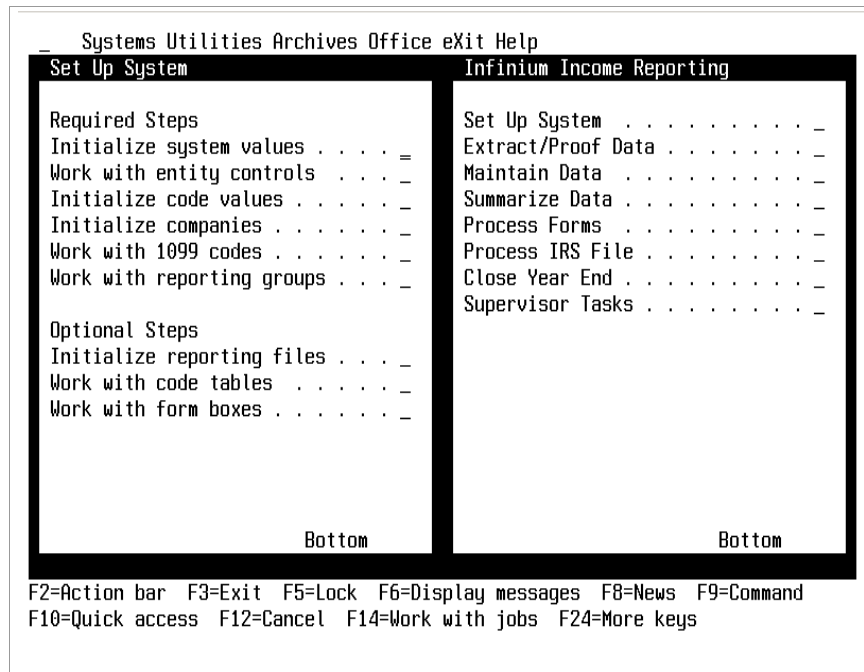 _ Systems Utilities Archives Office eXit Help
Set Up System
Required Steps
Initialize system values . . . . _
Work with entity controls . . . _
Initialize code values . . . . . _
Initialize companies . . . . . . _
Work with 1099 codes . . . . . . _
Work with reporting groups . . . _
Optional Steps
Initialize reporting files . . . _
Work with code tables . . . . . _
Work with form boxes . . . . . . _
Bottom
Infinium Income Reporting
Set Up System . . . . . . . . . _
Extract/Proof Data . . . . . . . _
Maintain Data . . . . . . . . . _
Summarize Data . . . . . . . . . _
Process Forms . . . . . . . . . _
Process IRS File . . . . . . . . _
Close Year End . . . . . . . . . _
Supervisor Tasks . . . . . . . . _
Bottom
F2=Action bar F3=Exit F5=Lock F6=Display messages F8=News F9=Command
F10=Quick access F12=Cancel F14=Work with jobs F24=More keys